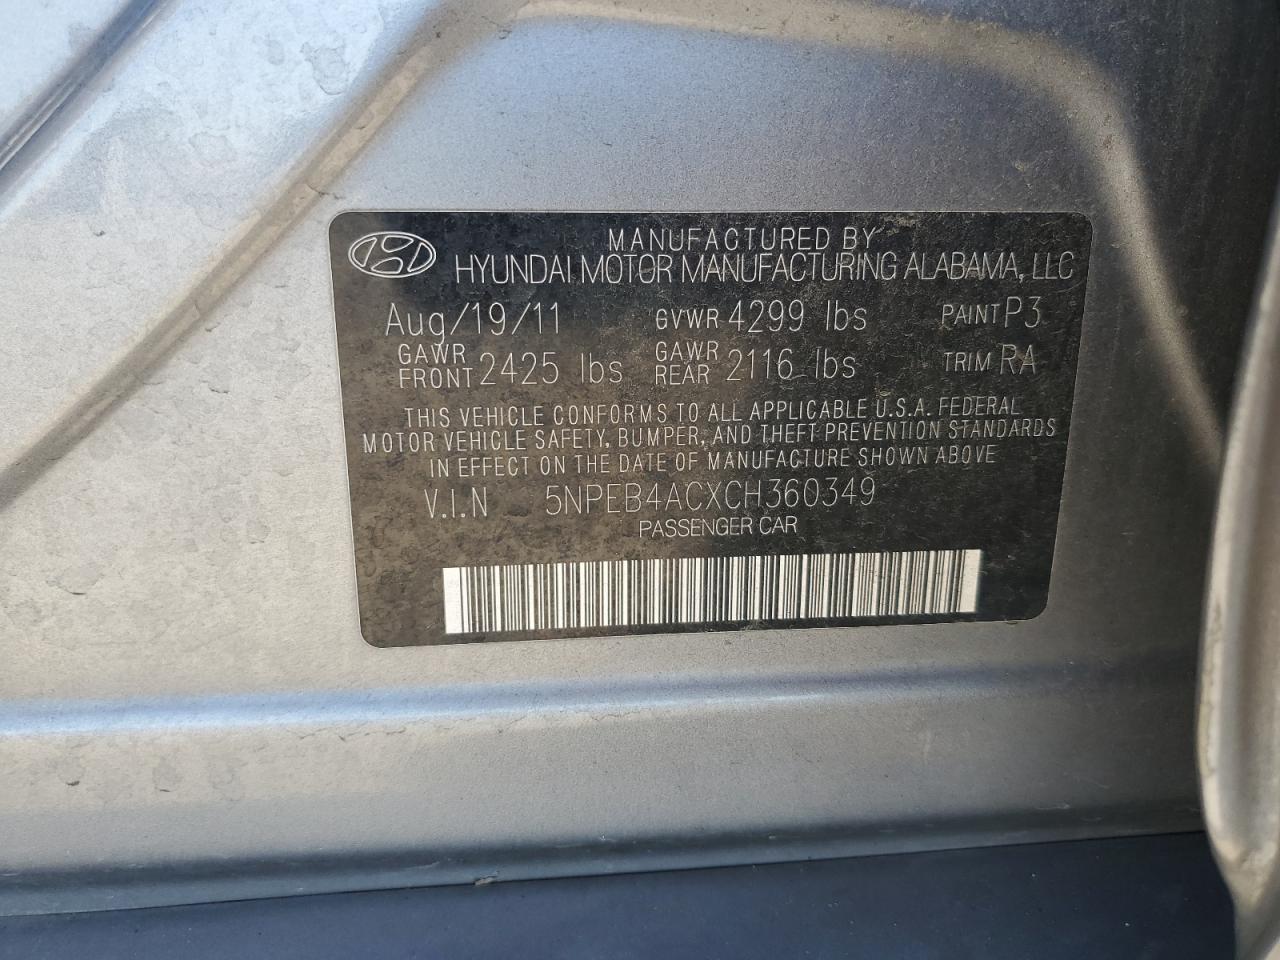 MANUFACTURED BY
HYUNDAI MOTOR MANUFACTURING ALABAMA, LLC
Aug/19/11 GVWR 4299 lbs PAINT P3
GAWR FRONT 2425 lbs GAWR REAR 2116 lbs TRIM RA
THIS VEHICLE CONFORMS TO ALL APPLICABLE U.S.A. FEDERAL
MOTOR VEHICLE SAFETY, BUMPER, AND THEFT PREVENTION STANDARDS
IN EFFECT ON THE DATE OF MANUFACTURE SHOWN ABOVE
V.I.N 5NPEB4ACXCH360349
PASSENGER CAR